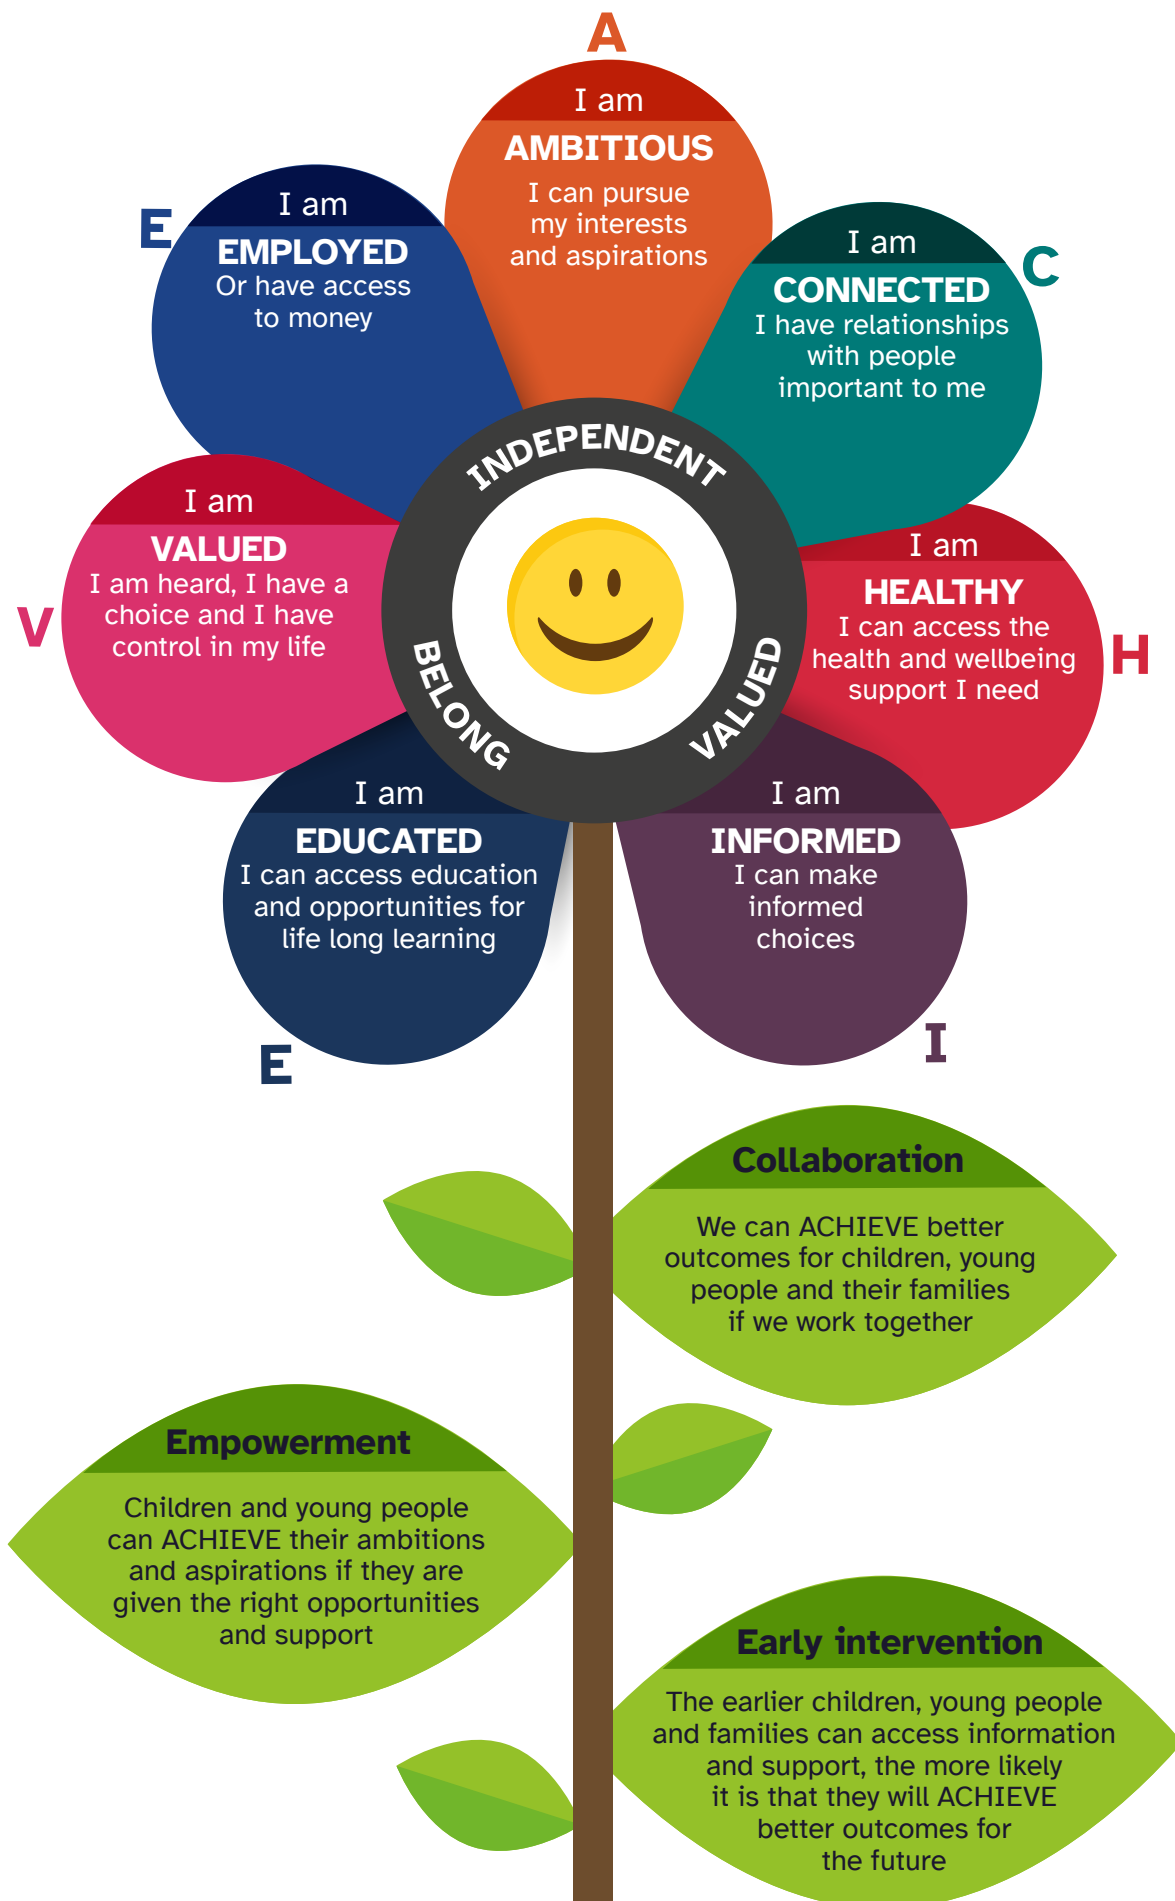 A
I am
AMBITIOUS
I can pursue
my interests
and aspirations
C
I am
CONNECTED
I have relationships
with people
important to me
H
I am
HEALTHY
I can access the
health and wellbeing
support I need
I
I am
INFORMED
I can make
informed
choices
E
I am
EDUCATED
I can access education
and opportunities for
life long learning
V
I am
VALUED
I am heard, I have a
choice and I have
control in my life
E
I am
EMPLOYED
Or have access
to money
INDEPENDENT
VALUED
BELONG
Collaboration
We can ACHIEVE better
outcomes for children, young
people and their families
if we work together
Empowerment
Children and young people
can ACHIEVE their ambitions
and aspirations if they are
given the right opportunities
and support
Early intervention
The earlier children, young people
and families can access information
and support, the more likely
it is that they will ACHIEVE
better outcomes for
the future